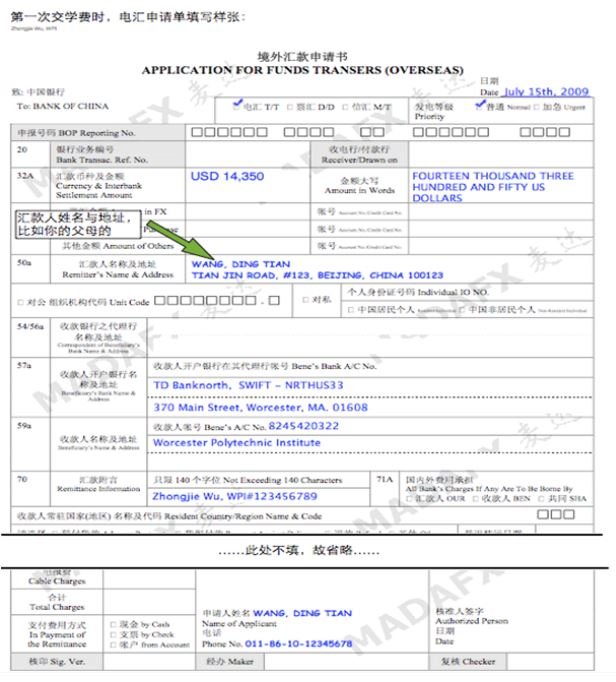 第一次交学费时，电汇申请单填写样张：
Zhongjie Wu, WPI
境外汇款申请书
APPLICATION FOR FUNDS TRANSERS (OVERSEAS)
致: 中国银行
To: BANK OF CHINA
日期
Date July 15th, 2009
✓电汇 T/T □ 票汇 D/D □ 信汇 M/T
发电等级
Priority
✓普通 Normal □ 加急 Urgent
申报号码 BOP Reporting No. □□□□□□ □□□□ □□ □□□□□□ □□□□
20 银行业务编号
Bank Transac. Ref. No.
收电行/付款行
Receiver/Drawn on
32A 汇款币种及金额
Currency & Interbank
Settlement Amount
USD 14,350
金额大写
Amount in Words
FOURTEEN THOUSAND THREE
HUNDRED AND FIFTY US
DOLLARS
in FX
账号 Account No./Credit Card No.
汇款人姓名与地址，
比如你的父母的
Purchase
账号 Account No./Credit Card No.
其他金额 Amount of Others
账号 Account No./Credit Card No.
50a 汇款人名称及地址
Remitter's Name & Address
WANG, DING TIAN
TIAN JIN ROAD, #123, BEIJING, CHINA 100123
□ 对公 组织机构代码 Unit Code □□□□□□□□-□
□ 对私
个人身份证号码 Individual ID NO.
□ 中国居民个人 Resident Individual □ 中国非居民个人 Non-Resident Individual
54/56a 收款银行之代理行
名称及地址
Correspondent of Beneficiary's
Bank Name & Address
57a 收款人开户银行名
称及地址
Beneficiary's Bank Name &
Address
收款人开户银行在其代理行账号 Bene's Bank A/C No.
TD Banknorth, SWIFT - NRTHUS33
370 Main Street, Worcester, MA. 01608
59a 收款人名称及地址
Beneficiary's Name & Address
收款人账号 Bene's A/C No. 8245420322
Worcester Polytechnic Institute
70 汇款附言
Remittance Information
只限 140 个字位 Not Exceeding 140 Characters
Zhongjie Wu, WPI#123456789
71A 国内外费用承担
All Bank's Charges If Any Are To Be Borne By
□ 汇款人 OUR □ 收款人 BEN □ 共同 SHA
收款人常驻国家(地区) 名称及代码 Resident Country/Region Name & Code □□□
……此处不填，故省略……
Cable Charges
合计
Total Charges
支付费用方式
In Payment of
the Remittance
□ 现金 by Cash
□ 支票 by Check
□ 账户 from Account
申请人姓名 WANG, DING TIAN
Name of Applicant
电话
Phone No. 011-86-10-12345678
核准人签字
Authorized Person
日期
Date
核印 Sig. Ver.
经办 Maker
复核 Checker
MADAFX 麦达